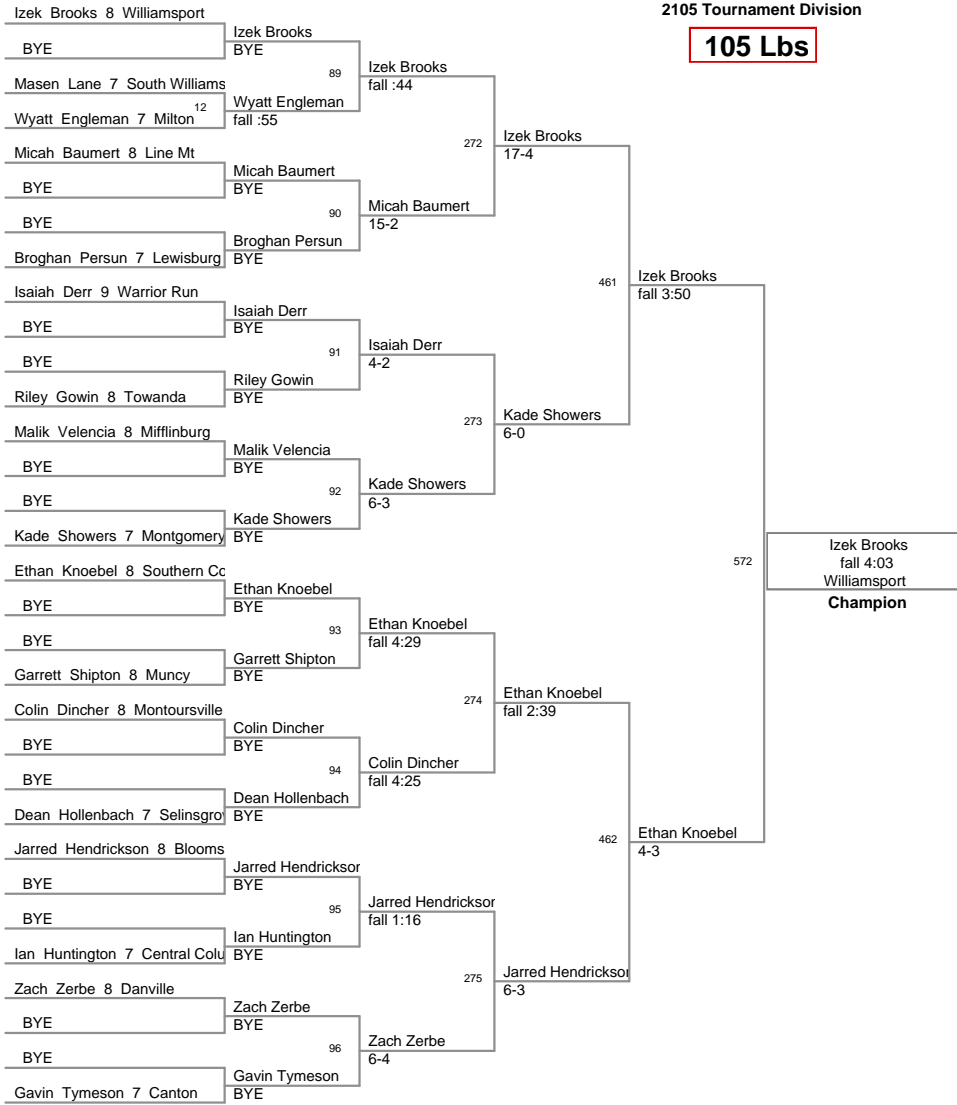 2105 Tournament Division
105 Lbs
Izek Brooks 8 Williamsport
BYE
Masen Lane 7 South Williams
12
Wyatt Engleman 7 Milton
Micah Baumert 8 Line Mt
BYE
BYE
Broghan Persun 7 Lewisburg
Isaiah Derr 9 Warrior Run
BYE
BYE
Riley Gowin 8 Towanda
Malik Velencia 8 Mifflinburg
BYE
BYE
Kade Showers 7 Montgomery
Ethan Knoebel 8 Southern Co
BYE
BYE
Garrett Shipton 8 Muncy
Colin Dincher 8 Montoursville
BYE
BYE
Dean Hollenbach 7 Selinsgrov
Jarred Hendrickson 8 Blooms
BYE
BYE
Ian Huntington 7 Central Colu
Zach Zerbe 8 Danville
BYE
BYE
Gavin Tymeson 7 Canton
Izek Brooks
BYE
89
Wyatt Engleman
fall :55
Micah Baumert
BYE
90
Broghan Persun
BYE
Isaiah Derr
BYE
91
Riley Gowin
BYE
Malik Velencia
BYE
92
Kade Showers
BYE
Ethan Knoebel
BYE
93
Garrett Shipton
BYE
Colin Dincher
BYE
94
Dean Hollenbach
BYE
Jarred Hendrickson
BYE
95
Ian Huntington
BYE
Zach Zerbe
BYE
96
Gavin Tymeson
BYE
Izek Brooks
fall :44
272
Micah Baumert
15-2
Isaiah Derr
4-2
273
Kade Showers
6-3
Ethan Knoebel
fall 4:29
274
Colin Dincher
fall 4:25
Jarred Hendrickson
fall 1:16
275
Zach Zerbe
6-4
Izek Brooks
17-4
461
Kade Showers
6-0
Ethan Knoebel
fall 2:39
462
Jarred Hendrickson
6-3
Izek Brooks
fall 3:50
572
Ethan Knoebel
4-3
Izek Brooks
fall 4:03
Williamsport
Champion